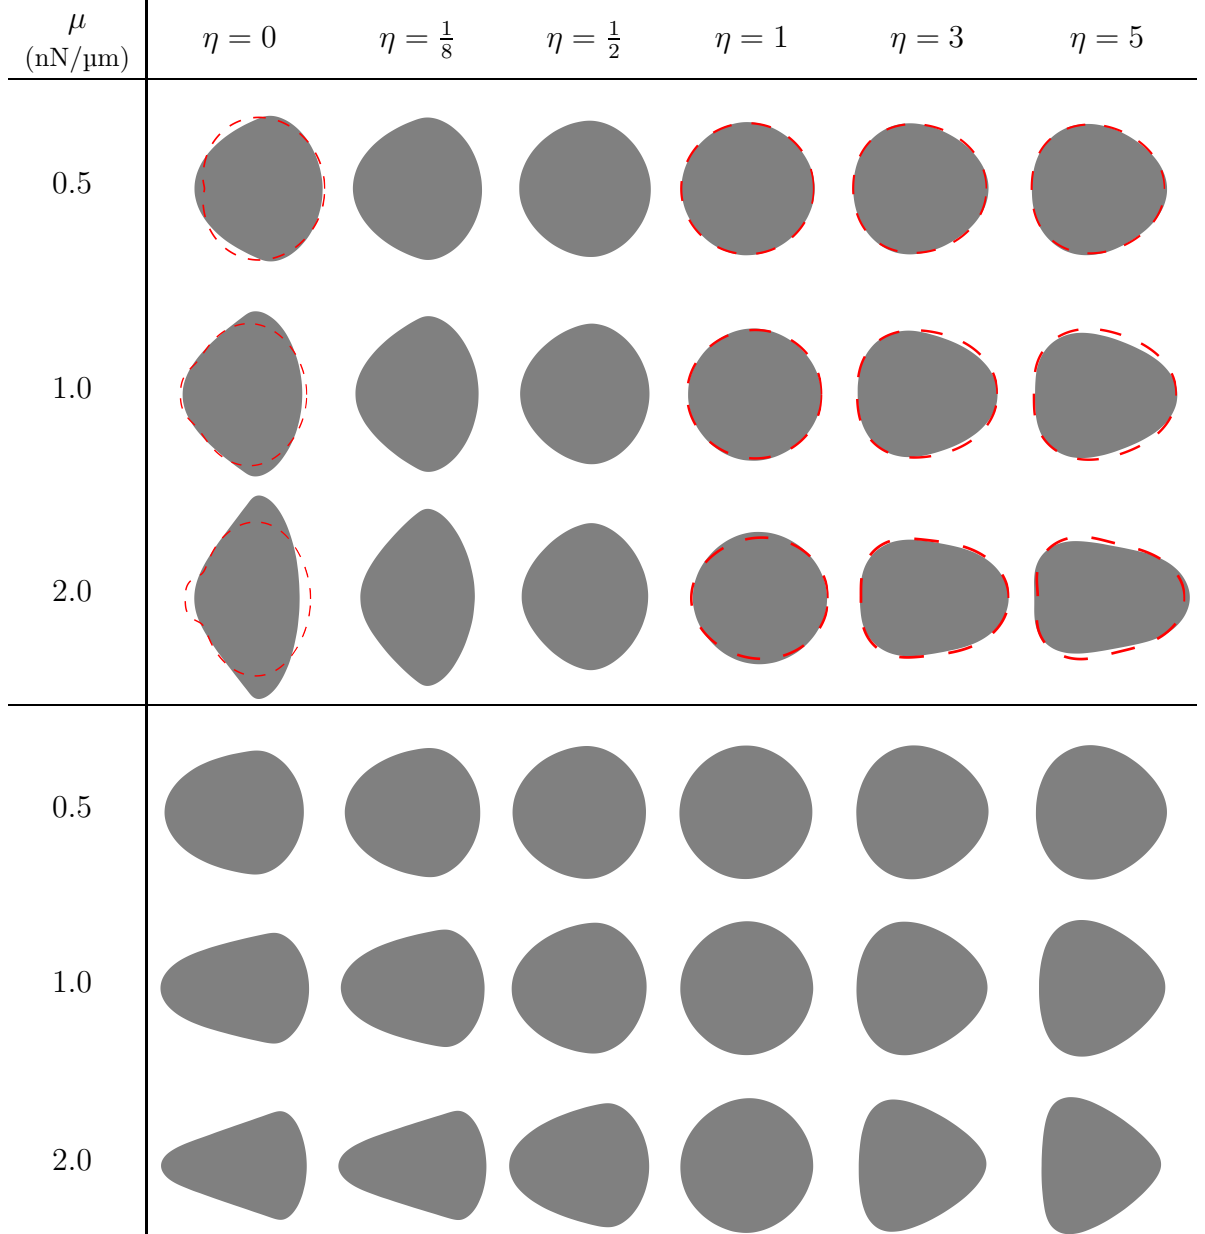 μ
(nN/μm)
η = 0
η = 1/8
η = 1/2
η = 1
η = 3
η = 5
0.5
1.0
2.0
0.5
1.0
2.0